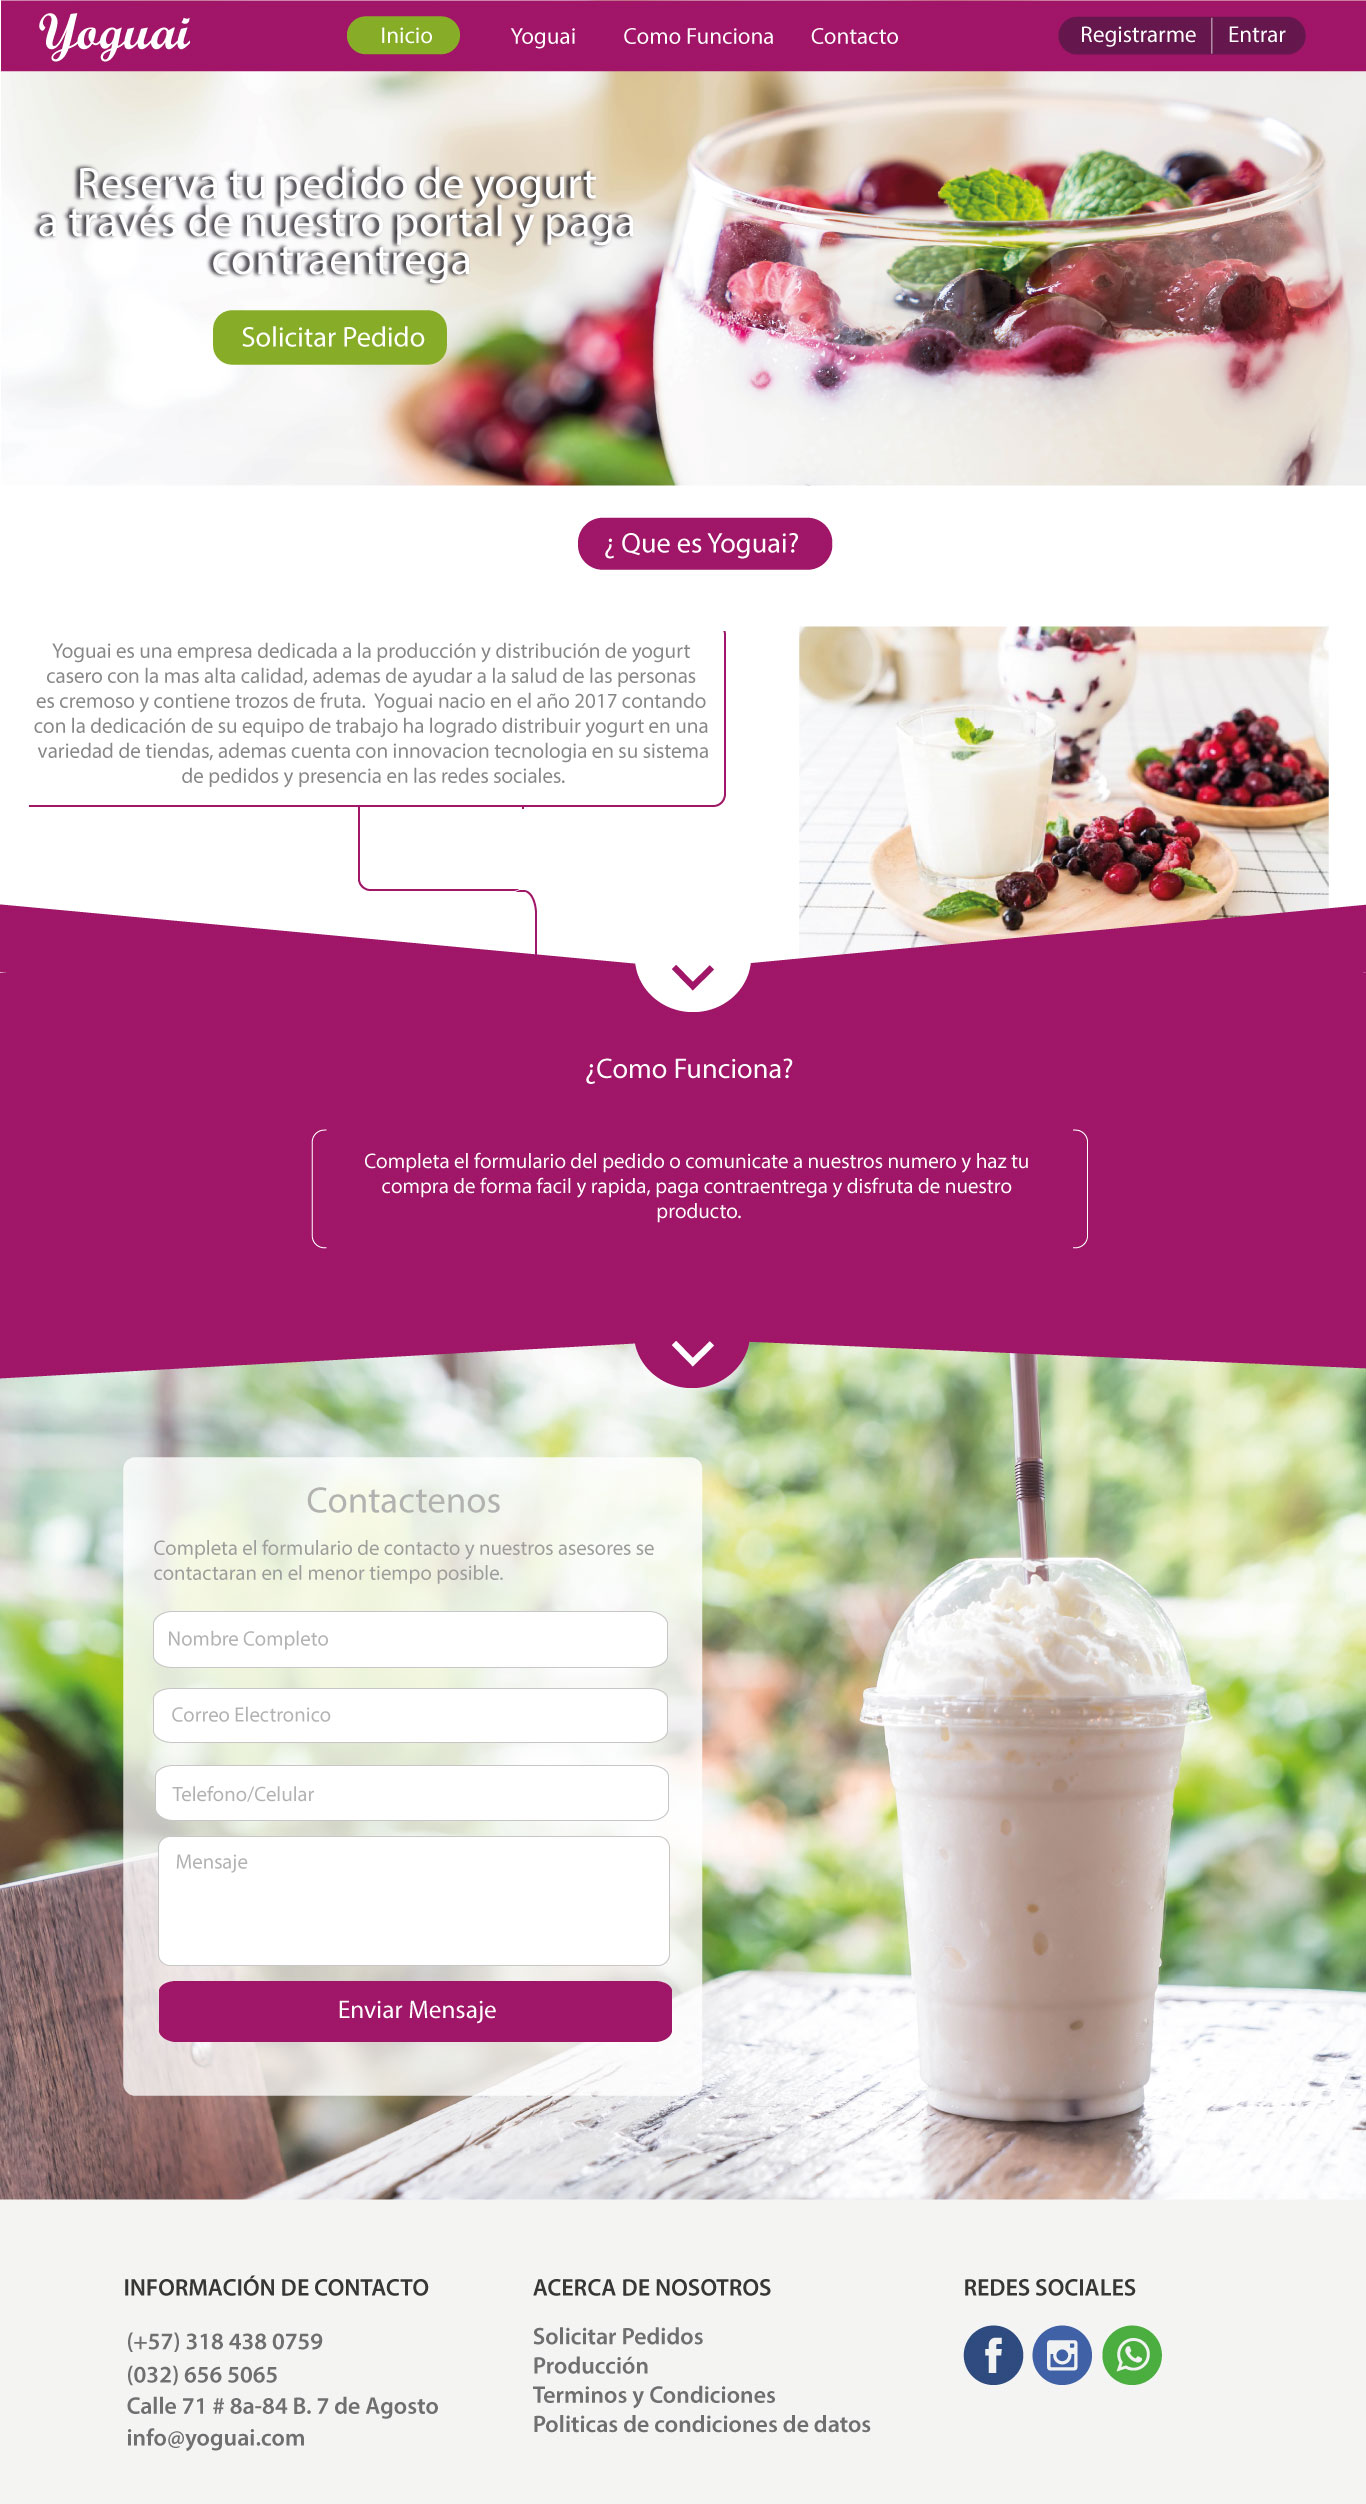 Yoguai
Inicio
Yoguai
Como Funciona
Contacto
Registrarme
Entrar
Reserva tu pedido de yogurt
a través de nuestro portal y paga
contraentrega
Solicitar Pedido
¿ Que es Yoguai?
Yoguai es una empresa dedicada a la producción y distribución de yogurt
casero con la mas alta calidad, ademas de ayudar a la salud de las personas
es cremoso y contiene trozos de fruta.  Yoguai nacio en el año 2017 contando
con la dedicación de su equipo de trabajo ha logrado distribuir yogurt en una
variedad de tiendas, ademas cuenta con innovacion tecnologia en su sistema
de pedidos y presencia en las redes sociales.
¿Como Funciona?
Completa el formulario del pedido o comunicate a nuestros numero y haz tu
compra de forma facil y rapida, paga contraentrega y disfruta de nuestro
producto.
Contactenos
Completa el formulario de contacto y nuestros asesores se
contactaran en el menor tiempo posible.
Nombre Completo
Correo Electronico
Telefono/Celular
Mensaje
Enviar Mensaje
INFORMACIÓN DE CONTACTO
(+57) 318 438 0759
(032) 656 5065
Calle 71 # 8a-84 B. 7 de Agosto
info@yoguai.com
ACERCA DE NOSOTROS
Solicitar Pedidos
Producción
Terminos y Condiciones
Politicas de condiciones de datos
REDES SOCIALES